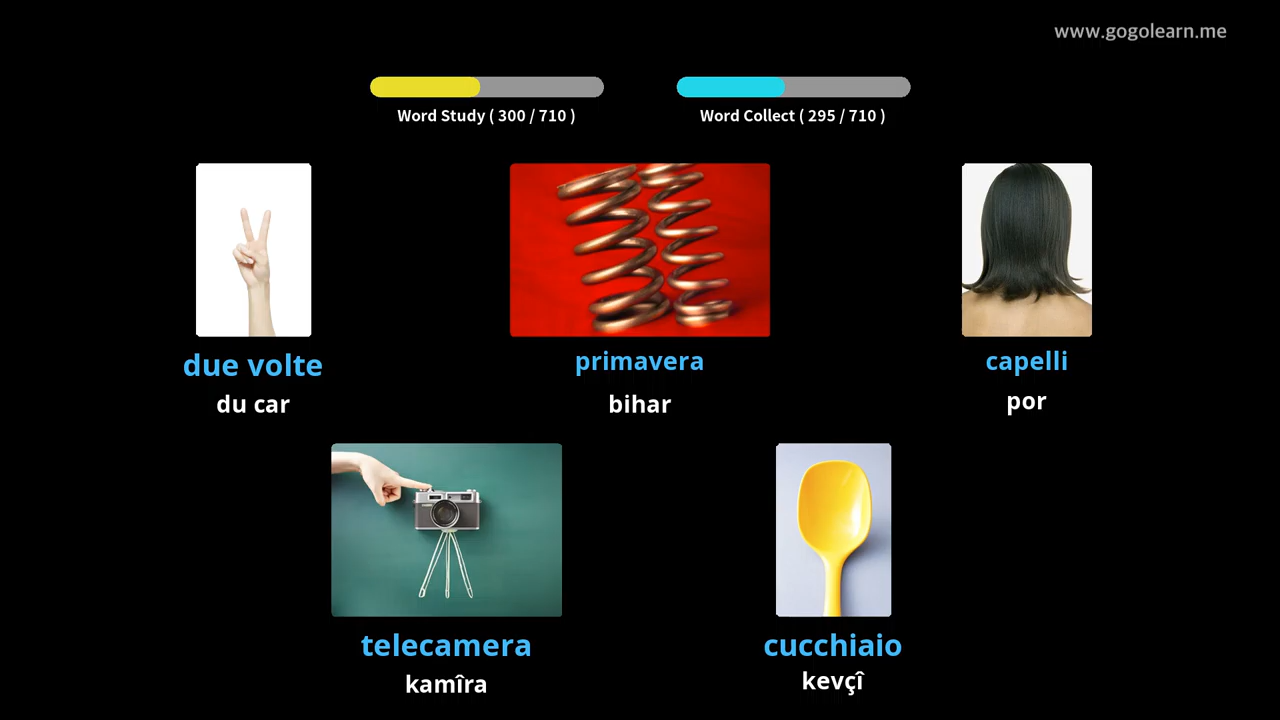 www.gogolearn.me
Word Study ( 300 / 710 )
Word Collect ( 295 / 710 )
due volte
du car
primavera
bihar
capelli
por
telecamera
kamîra
cucchiaio
kevçî